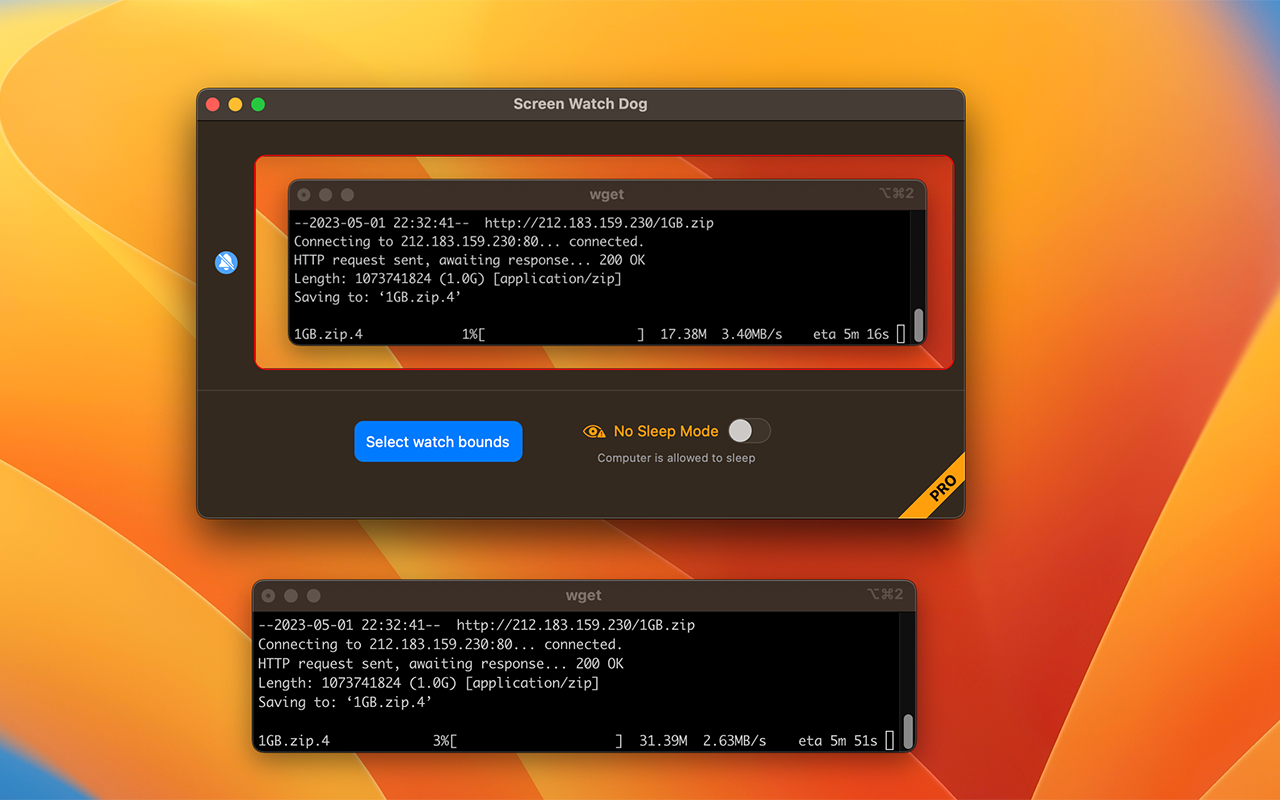 Screen Watch Dog
wget ⌥⌘2
--2023-05-01 22:32:41-- http://212.183.159.230/1GB.zip
Connecting to 212.183.159.230:80... connected.
HTTP request sent, awaiting response... 200 OK
Length: 1073741824 (1.0G) [application/zip]
Saving to: ‘1GB.zip.4’
1GB.zip.4 1%[ ] 17.38M 3.40MB/s eta 5m 16s
Select watch bounds
No Sleep Mode
Computer is allowed to sleep
PRO
wget ⌥⌘2
--2023-05-01 22:32:41-- http://212.183.159.230/1GB.zip
Connecting to 212.183.159.230:80... connected.
HTTP request sent, awaiting response... 200 OK
Length: 1073741824 (1.0G) [application/zip]
Saving to: ‘1GB.zip.4’
1GB.zip.4 3%[ ] 31.39M 2.63MB/s eta 5m 51s